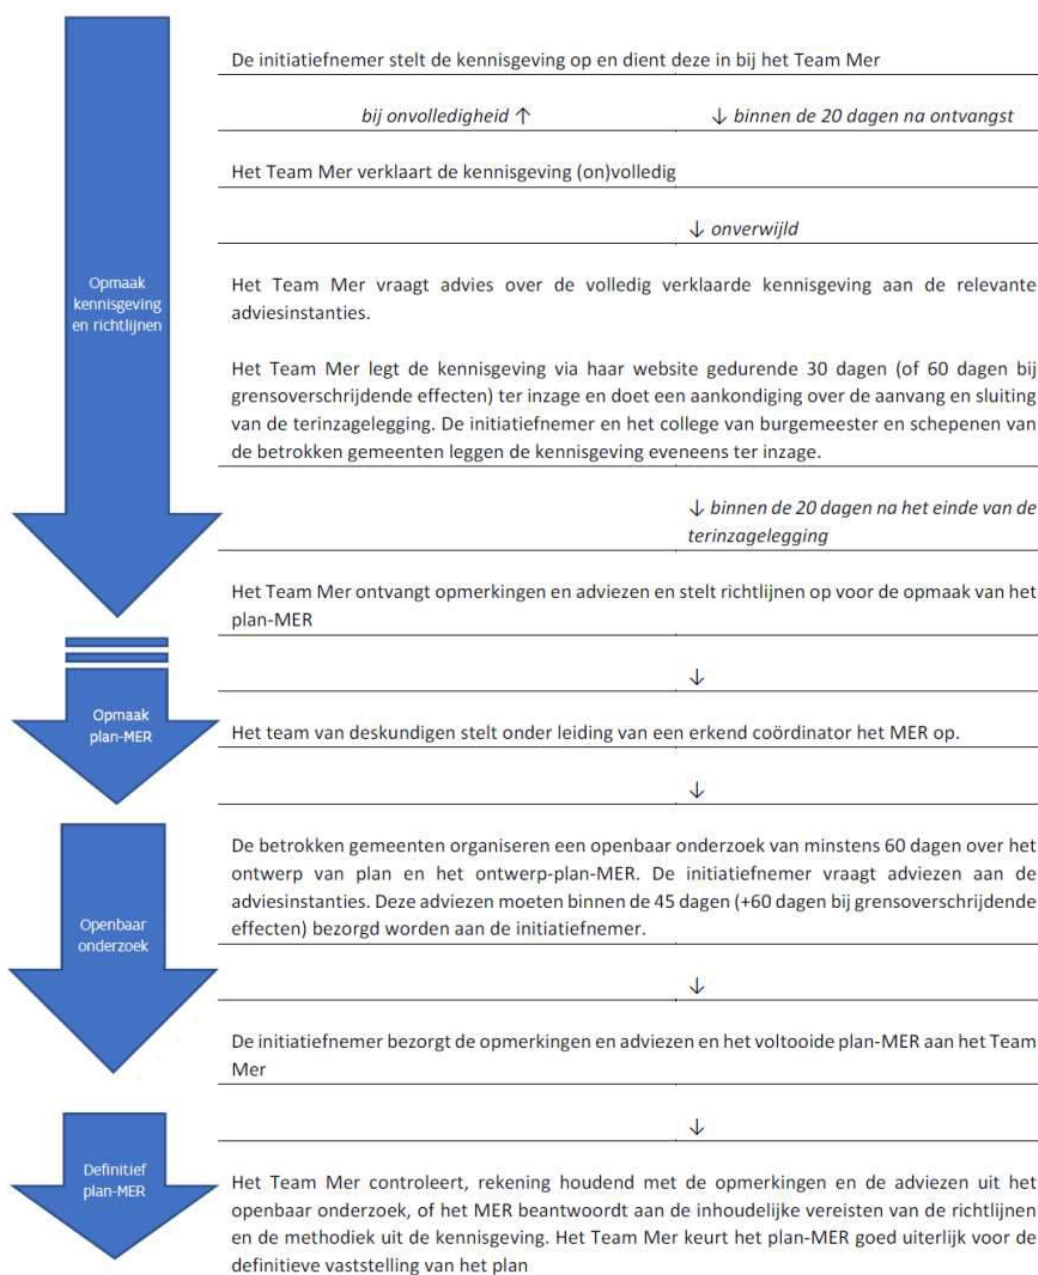 De initiatiefnemer stelt de kennisgeving op en dient deze in bij het Team Mer
bij onvolledigheid ↑
↓ binnen de 20 dagen na ontvangst
Het Team Mer verklaart de kennisgeving (on)volledig
↓ onverwijld
Opmaak
kennisgeving
en richtlijnen
Het Team Mer vraagt advies over de volledig verklaarde kennisgeving aan de relevante
adviesinstanties.
Het Team Mer legt de kennisgeving via haar website gedurende 30 dagen (of 60 dagen bij
grensoverschrijdende effecten) ter inzage en doet een aankondiging over de aanvang en sluiting
van de terinzagelegging. De initiatiefnemer en het college van burgemeester en schepenen van
de betrokken gemeenten leggen de kennisgeving eveneens ter inzage.
↓ binnen de 20 dagen na het einde van de
terinzagelegging
Het Team Mer ontvangt opmerkingen en adviezen en stelt richtlijnen op voor de opmaak van het
plan-MER
↓
Opmaak
plan-MER
Het team van deskundigen stelt onder leiding van een erkend coördinator het MER op.
↓
De betrokken gemeenten organiseren een openbaar onderzoek van minstens 60 dagen over het
ontwerp van plan en het ontwerp-plan-MER. De initiatiefnemer vraagt adviezen aan de
adviesinstanties. Deze adviezen moeten binnen de 45 dagen (+60 dagen bij grensoverschrijdende
effecten) bezorgd worden aan de initiatiefnemer.
Openbaar
onderzoek
↓
De initiatiefnemer bezorgt de opmerkingen en adviezen en het voltooide plan-MER aan het Team
Mer
↓
Definitief
plan-MER
Het Team Mer controleert, rekening houdend met de opmerkingen en de adviezen uit het
openbaar onderzoek, of het MER beantwoordt aan de inhoudelijke vereisten van de richtlijnen
en de methodiek uit de kennisgeving. Het Team Mer keurt het plan-MER goed uiterlijk voor de
definitieve vaststelling van het plan